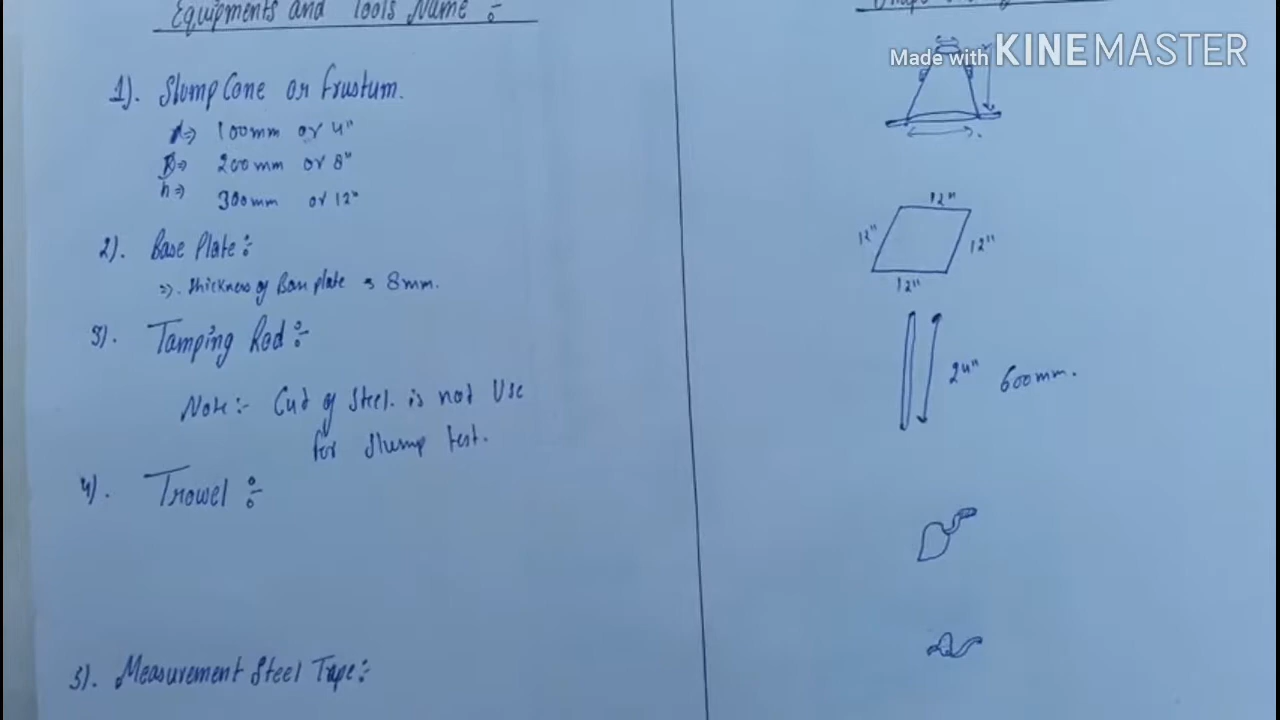 Equipments and Tools Name :-
Made with KINEMASTER
1). Slump Cone or frustum.
d => 100mm or 4"
D => 200mm or 8"
h => 300mm or 12"
2). Base Plate :-
=>. thickness of Base plate = 8mm.
12"
12"
12"
12"
3). Tamping Rod :-
24" 600mm.
Note :- Cut of Steel. is not Use
for Slump test.
4). Trowel :-
5). Measurement Steel Tape :-